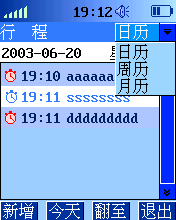 19:12
行 程 日历
2003-06-20
日历
周历
月历
19:10 aaaaaa
19:11 ssssssss
19:11 ddddddddd
新增 今天 翻至 退出